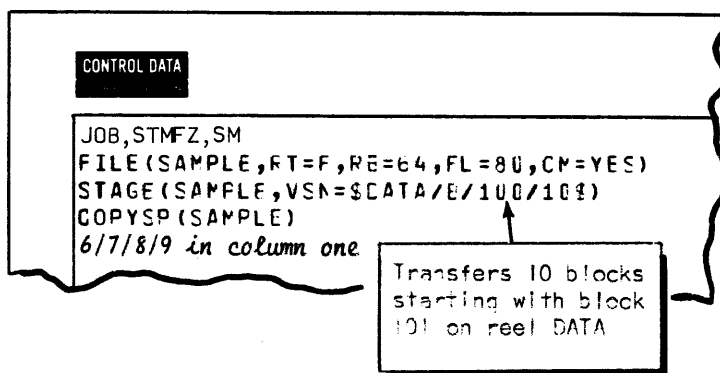 CONTROL DATA
JOB,STMFZ,SM
FILE(SAMPLE,RT=F,RB=64,FL=80,CM=YES)
STAGE(SAMPLE,VSN=$DATA/B/100/10$)
COPYSP(SAMPLE)
6/7/8/9 in column one
Transfers 10 blocks
starting with block
101 on reel DATA